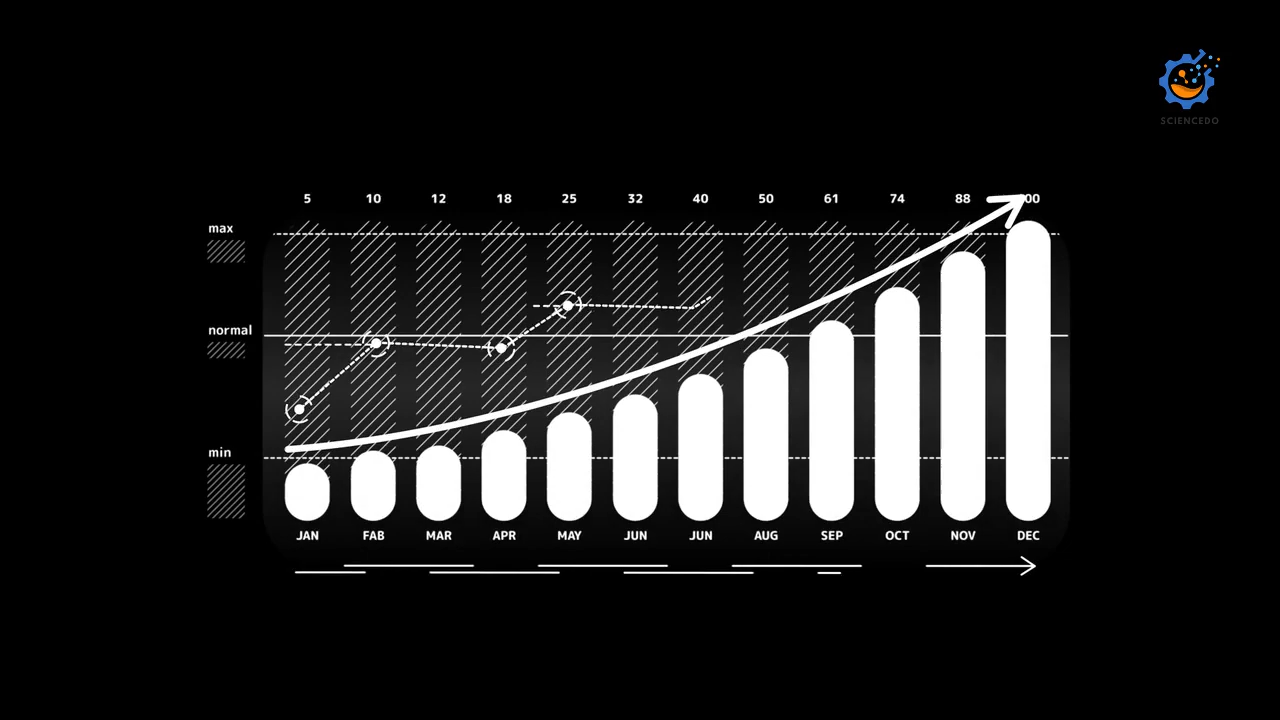 SCIENCEDO
5 10 12 18 25 32 40 50 61 74 88 00
max
normal
min
JAN FAB MAR APR MAY JUN JUN AUG SEP OCT NOV DEC